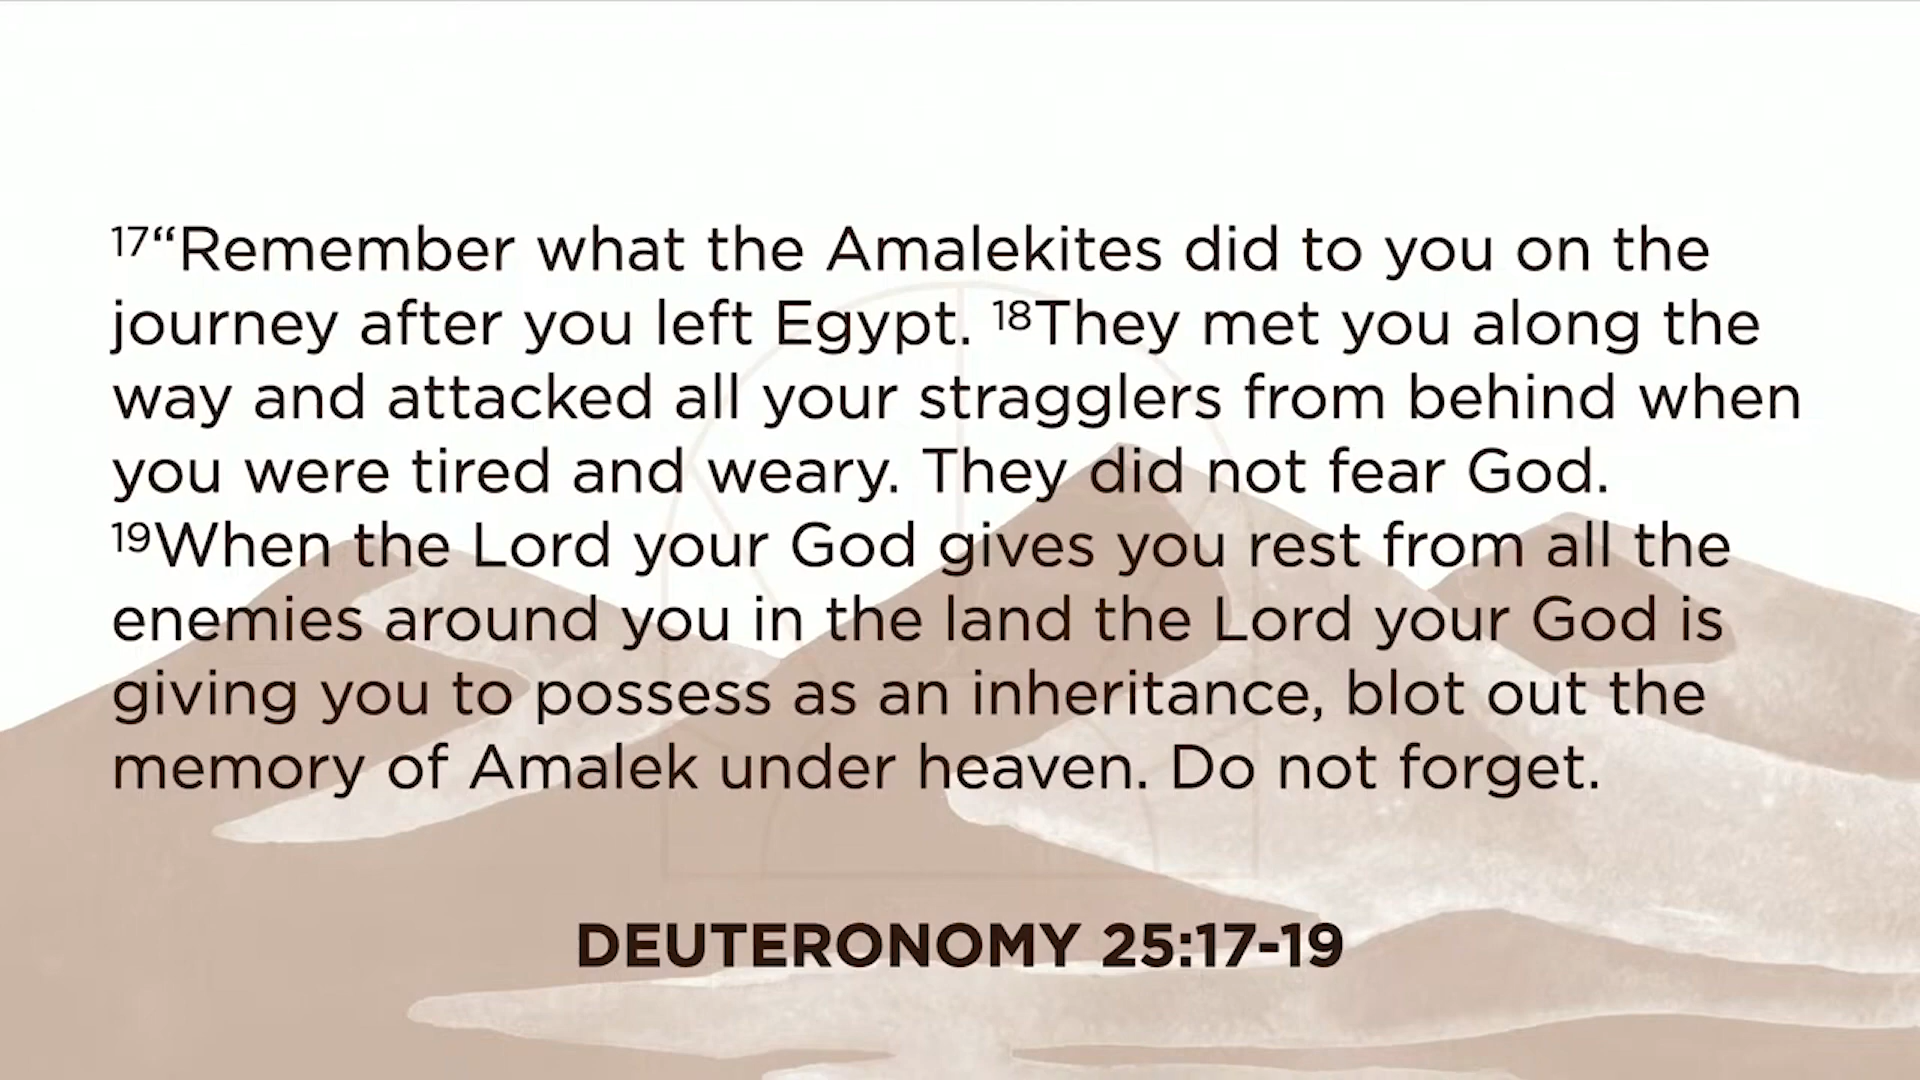 17“Remember what the Amalekites did to you on the
journey after you left Egypt. 18They met you along the
way and attacked all your stragglers from behind when
you were tired and weary. They did not fear God.
19When the Lord your God gives you rest from all the
enemies around you in the land the Lord your God is
giving you to possess as an inheritance, blot out the
memory of Amalek under heaven. Do not forget.
DEUTERONOMY 25:17-19